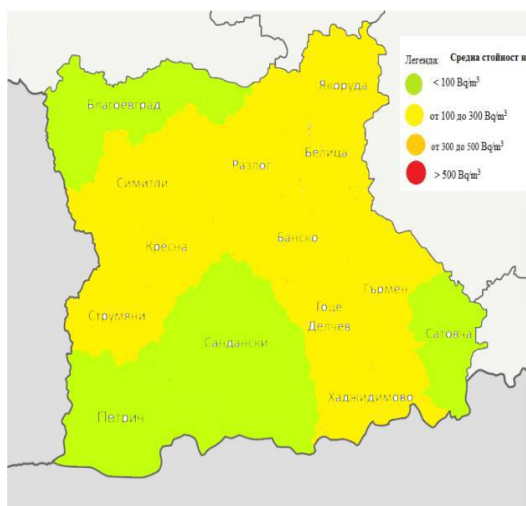 Легенда: Средна стойност н
< 100 Bq/m³
от 100 до 300 Bq/m³
от 300 до 500 Bq/m³
> 500 Bq/m³
Якоруда
Благоевград
Белица
Разлог
Симитли
Банско
Кресна
Гърмен
Гоце
Делчев
Струмяни
Сатовча
Сандански
Хаджидимово
Петрич